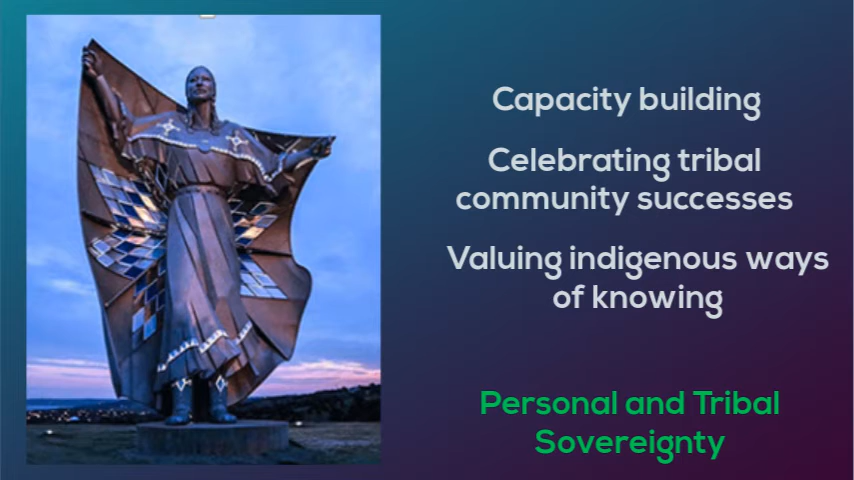 Capacity building
Celebrating tribal
community successes
Valuing indigenous ways
of knowing
Personal and Tribal
Sovereignty